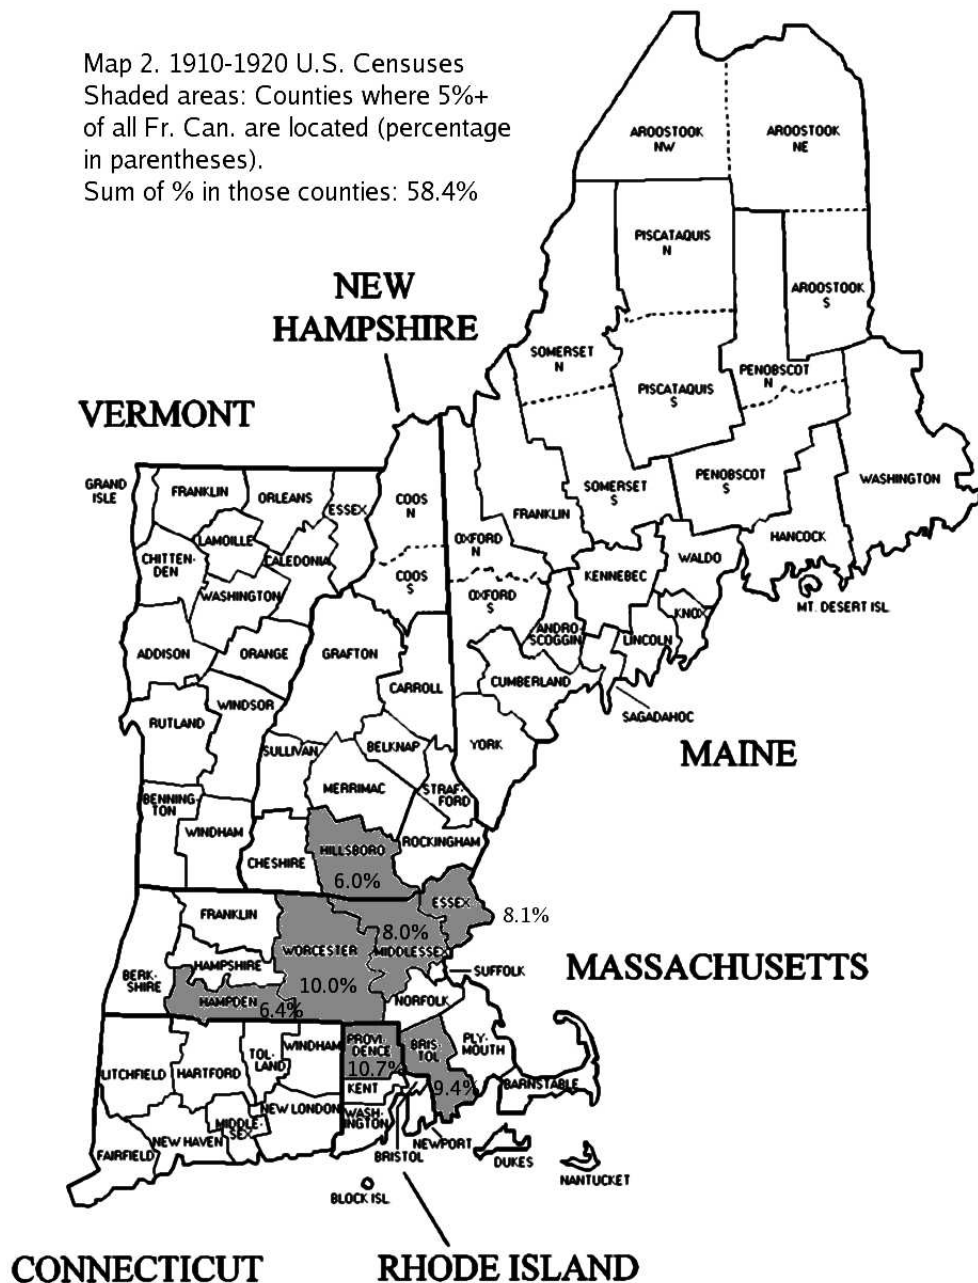 Map 2. 1910-1920 U.S. Censuses
Shaded areas: Counties where 5%+
of all Fr. Can. are located (percentage
in parentheses).
Sum of % in those counties: 58.4%
AROOSTOOK
NW
AROOSTOOK
NE
PISCATAQUIS
N
AROOSTOOK
S
NEW
HAMPSHIRE
SOMERSET
N
PENOBSCOT
N
PISCATAQUIS
S
VERMONT
GRAND
ISLE
FRANKLIN
ORLEANS
ESSEX
COOS
N
SOMERSET
S
PENOBSCOT
S
WASHINGTON
FRANKLIN
HANCOCK
LAMOILLE
CALEDONIA
CHITTEN-
DEN
OXFORD
N
WALDO
KENNEBEC
COOS
S
WASHINGTON
OXFORD
S
MT. DESERT ISL.
KNOX
ANDRO
SCOGGIN
LINCOLN
ADDISON
ORANGE
GRAFTON
CUMBERLAND
CARROLL
SAGADAHOC
RUTLAND
WINDSOR
SULLIVAN
BELKNAP
YORK
MAINE
MERRIMAC
STRAF-
FORD
BENNING
TON
WINDHAM
CHESHIRE
HILLSBORO
6.0%
ROCKINGHAM
ESSEX
8.1%
FRANKLIN
8.0%
WORCESTER
MIDDLESSEX
SUFFOLK
MASSACHUSETTS
BERK-
SHIRE
HAMPSHIRE
10.0%
NORFOLK
HAMPDEN
6.4%
PROVI-
DENCE
10.7%
BRIS-
TOL
9.4%
PLY-
MOUTH
WINDHAM
TOL-
LAND
LITCHFIELD
HARTFORD
KENT
BARNSTABLE
NEW LONDON
WASH-
INGTON
MIDDLE-
SEX
NEW HAVEN
NEWPORT
FAIRFIELD
BRISTOL
DUKES
NANTUCKET
BLOCK ISL.
CONNECTICUT
RHODE ISLAND